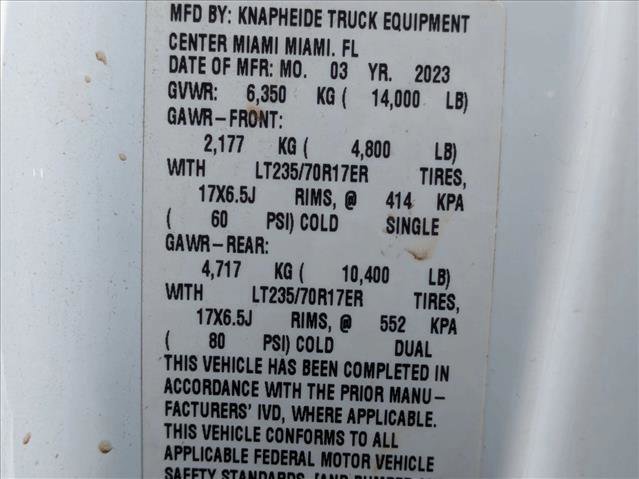 MFD BY: KNAPHEIDE TRUCK EQUIPMENT
CENTER MIAMI MIAMI. FL
DATE OF MFR: MO. 03 YR. 2023
GVWR: 6,350 KG ( 14,000 LB)
GAWR-FRONT:
2,177 KG ( 4,800 LB)
WITH LT235/70R17ER TIRES,
17X6.5J RIMS, @ 414 KPA
( 60 PSI) COLD SINGLE
GAWR-REAR:
4,717 KG ( 10,400 LB)
WITH LT235/70R17ER TIRES,
17X6.5J RIMS, @ 552 KPA
( 80 PSI) COLD DUAL
THIS VEHICLE HAS BEEN COMPLETED IN
ACCORDANCE WITH THE PRIOR MANU-
FACTURERS' IVD, WHERE APPLICABLE.
THIS VEHICLE CONFORMS TO ALL
APPLICABLE FEDERAL MOTOR VEHICLE
SAFETY STANDARDS, [AND BUMPER